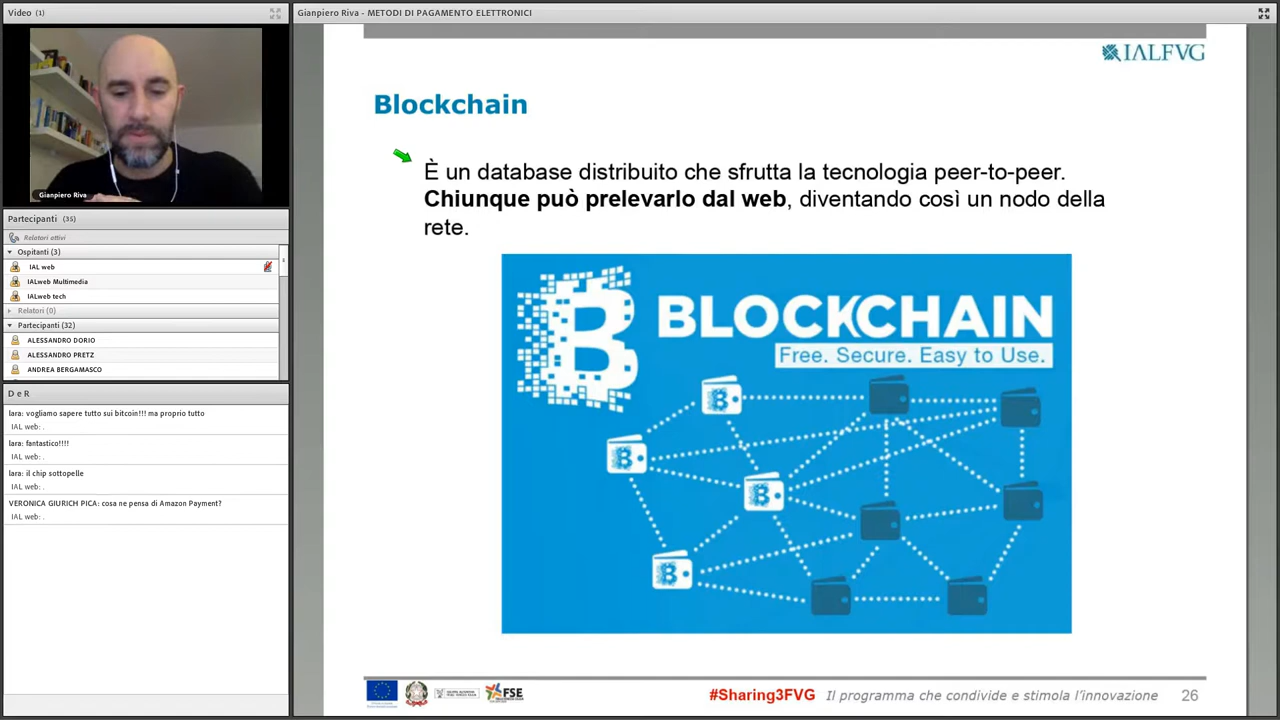 Video (1)
Gianpiero Riva - METODI DI PAGAMENTO ELETTRONICI
IALFVG
Gianpiero Riva
Blockchain
È un database distribuito che sfrutta la tecnologia peer-to-peer.
Chiunque può prelevarlo dal web, diventando così un nodo della
rete.
BLOCKCHAIN
Free. Secure. Easy to Use.
Partecipanti (35)
Relatori attivi
Ospitanti (3)
IAL web
IALweb Multimedia
IALweb tech
Relatori (0)
Partecipanti (32)
ALESSANDRO DORIO
ALESSANDRO PRETZ
ANDREA BERGAMASCO
D e R
lara: vogliamo sapere tutto sui bitcoin!!! ma proprio tutto
IAL web: .
lara: fantastico!!!!
IAL web: .
lara: il chip sottopelle
IAL web: .
VERONICA GIURICH PICA: cosa ne pensa di Amazon Payment?
IAL web: .
FSE
#Sharing3FVG Il programma che condivide e stimola l'innovazione 26